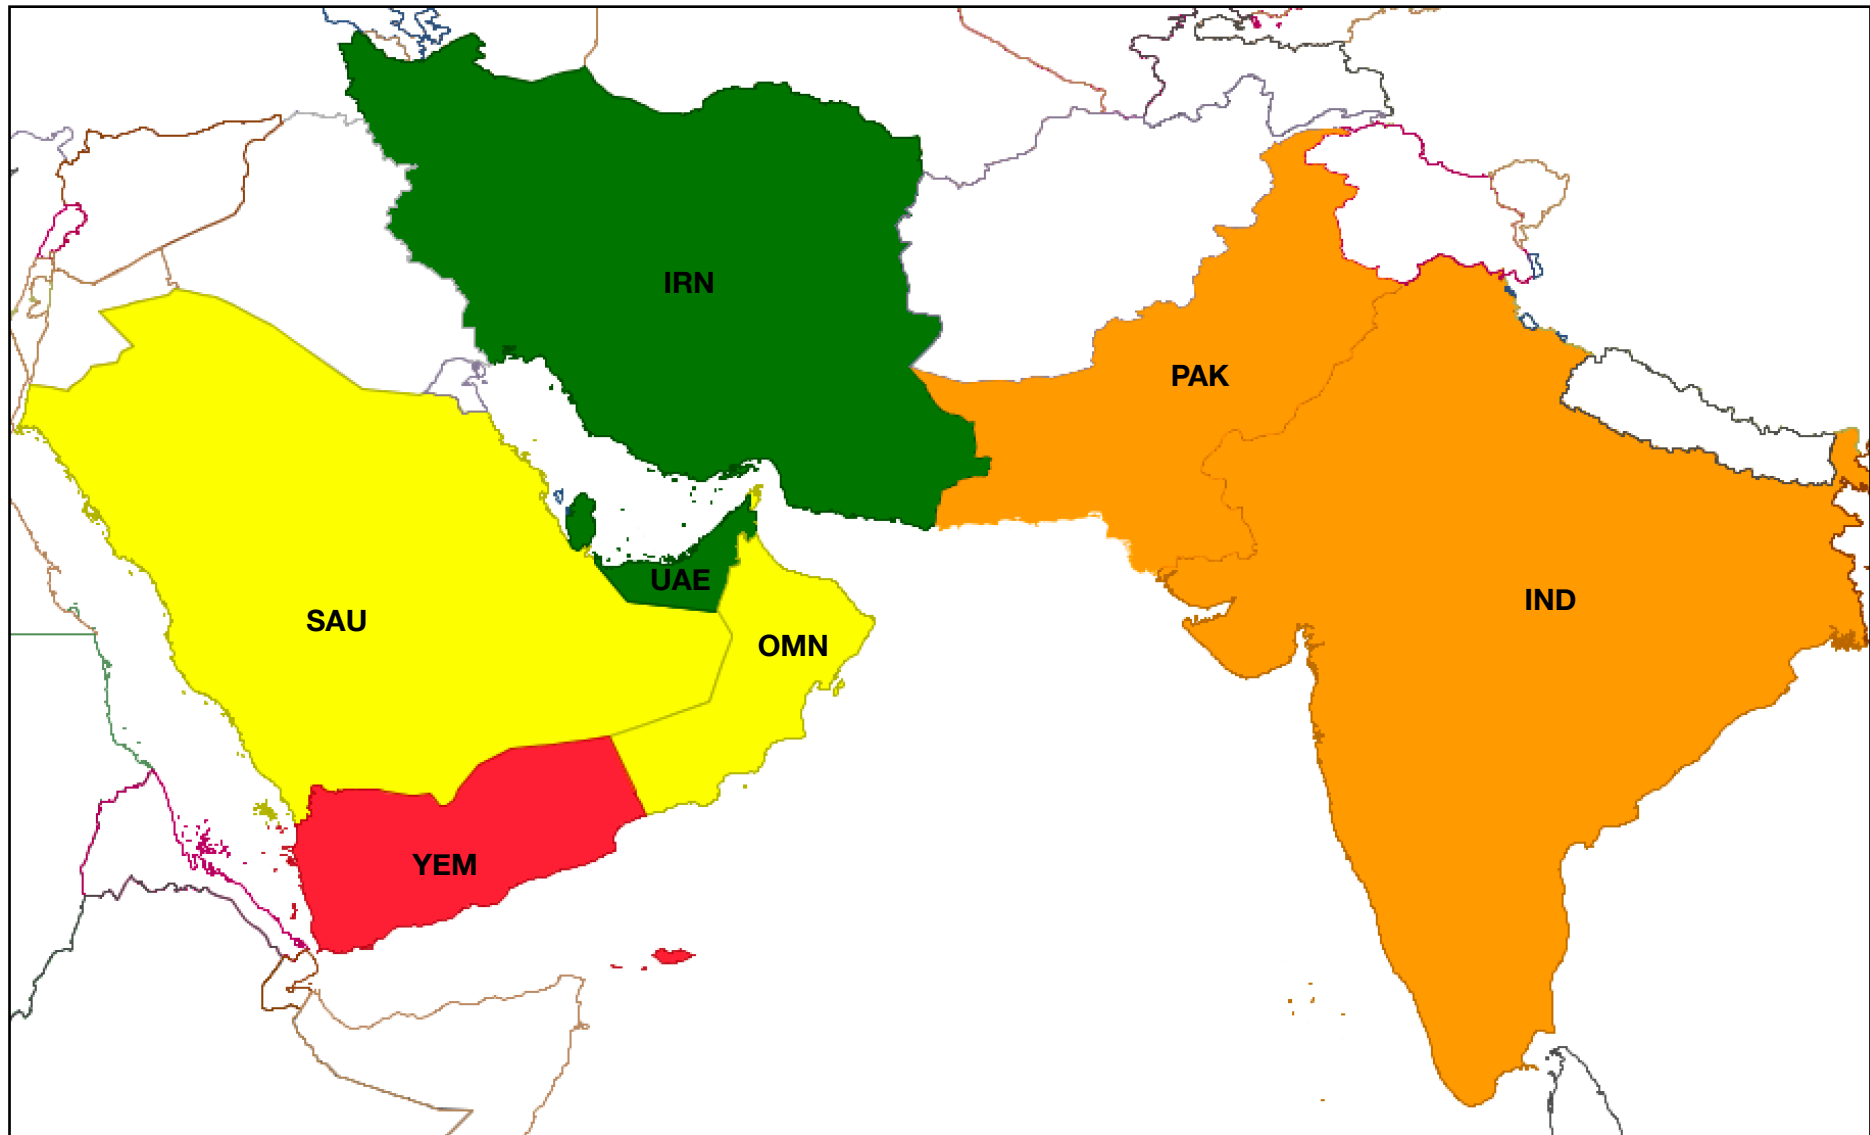 IRN
PAK
UAE
IND
SAU
OMN
YEM